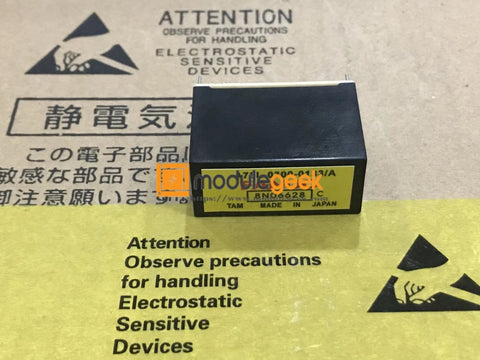 ATTENTION
OBSERVE PRECAUTIONS
FOR HANDLING
ELECTROSTATIC
SENSITIVE
DEVICES
静電気
この電子部品
敏感な部品で
注意願います
modulegeek
8ND6628 C
TAM MADE IN JAPAN
Attention
Observe precautions
for handling
Electrostatic
Sensitive
Devices